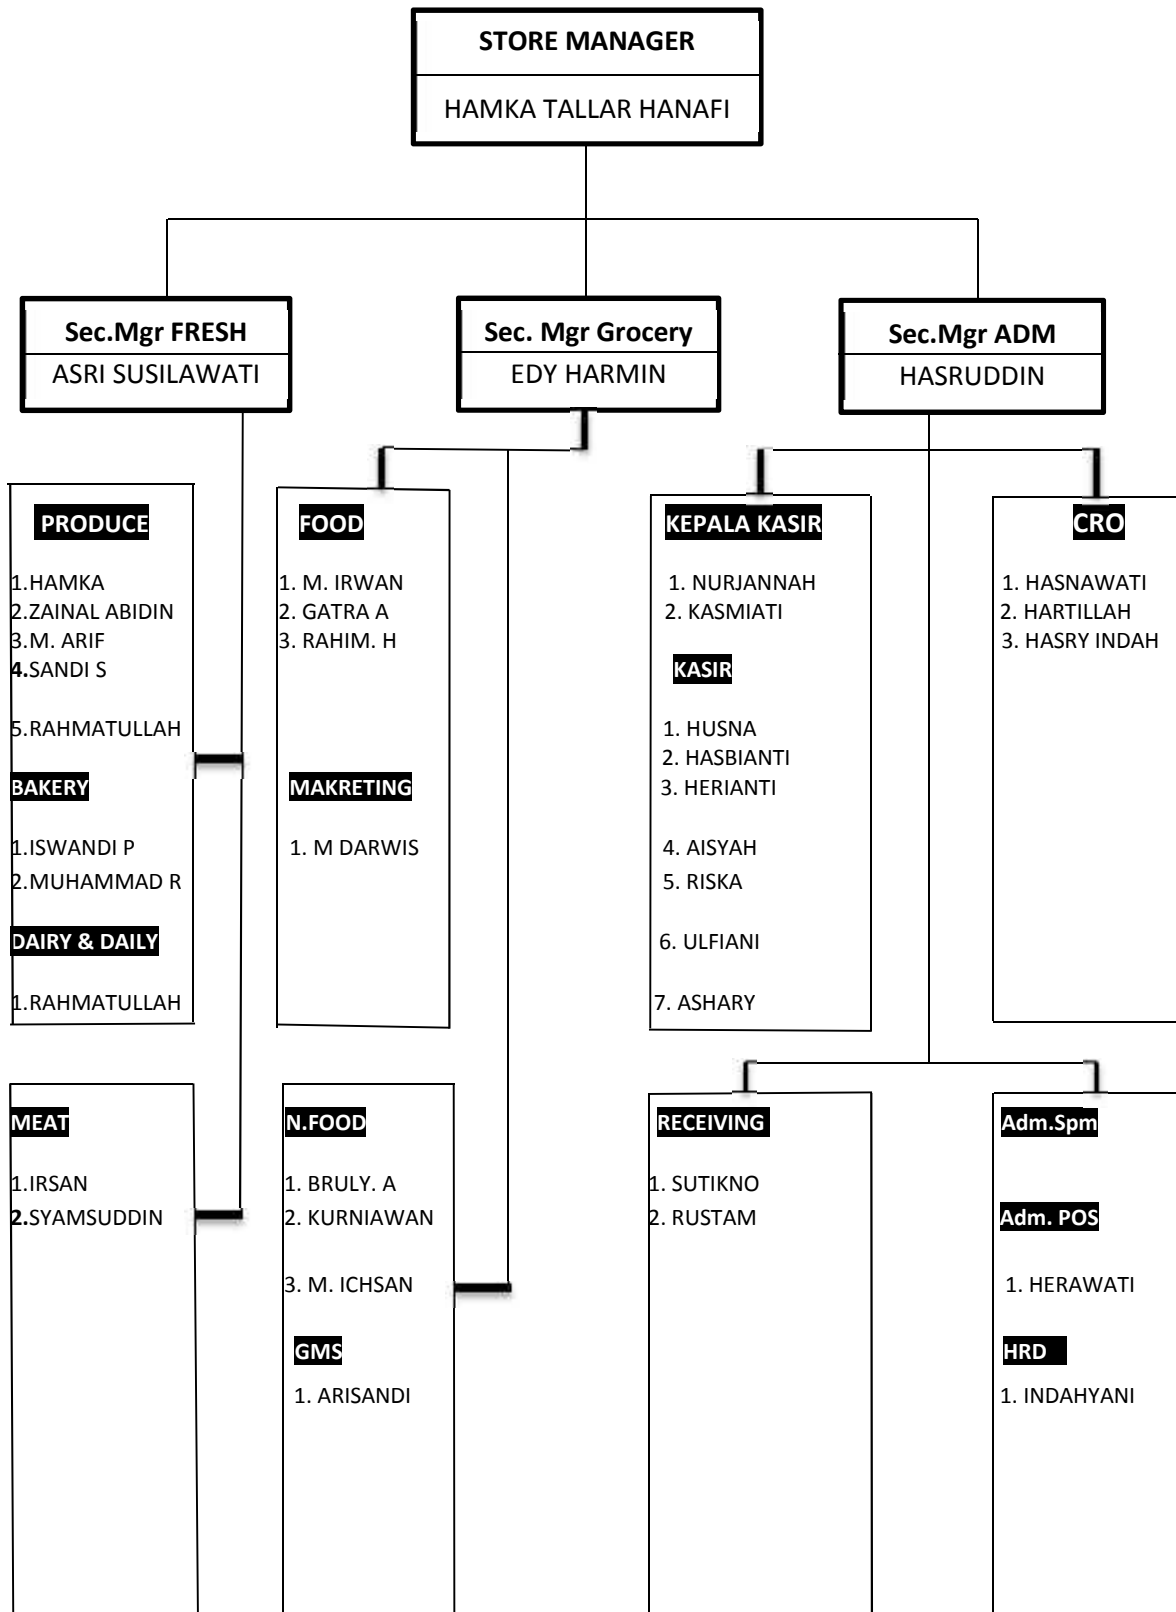 STORE MANAGER
HAMKA TALLAR HANAFI
Sec.Mgr FRESH
ASRI SUSILAWATI
Sec. Mgr Grocery
EDY HARMIN
Sec.Mgr ADM
HASRUDDIN
PRODUCE
1.HAMKA
2.ZAINAL ABIDIN
3.M. ARIF
4.SANDI S
5.RAHMATULLAH
BAKERY
1.ISWANDI P
2.MUHAMMAD R
DAIRY & DAILY
1.RAHMATULLAH
FOOD
1. M. IRWAN
2. GATRA A
3. RAHIM. H
MAKRETING
1. M DARWIS
KEPALA KASIR
1. NURJANNAH
2. KASMIATI
KASIR
1. HUSNA
2. HASBIANTI
3. HERIANTI
4. AISYAH
5. RISKA
6. ULFIANI
7. ASHARY
CRO
1. HASNAWATI
2. HARTILLAH
3. HASRY INDAH
MEAT
1.IRSAN
2.SYAMSUDDIN
N.FOOD
1. BRULY. A
2. KURNIAWAN
3. M. ICHSAN
GMS
1. ARISANDI
RECEIVING
1. SUTIKNO
2. RUSTAM
Adm.Spm
Adm. POS
1. HERAWATI
HRD
1. INDAHYANI